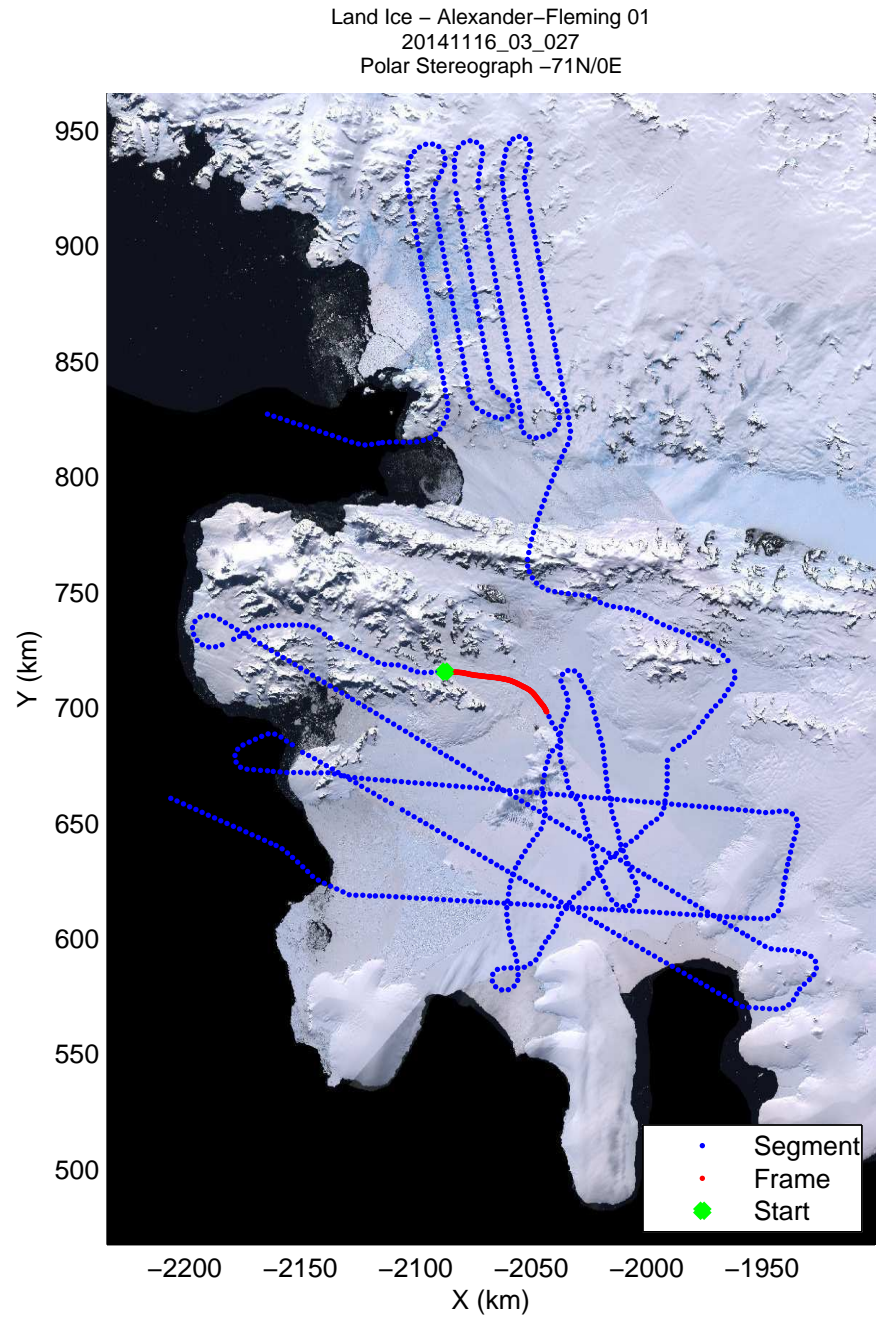 Land Ice − Alexander−Fleming 01
20141116_03_027
Polar Stereograph −71N/0E
950
900
850
800
750
700
650
600
550
500
Y (km)
−2200 −2150 −2100 −2050 −2000 −1950
X (km)
Segment
Frame
Start